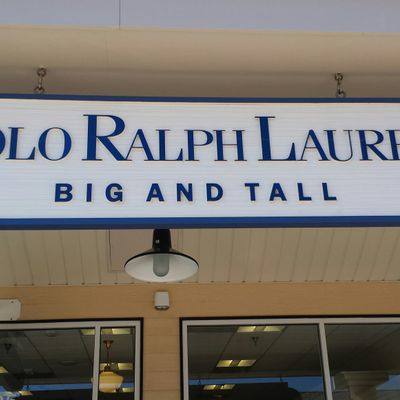 OLO RALPH LAURE
BIG AND TALL